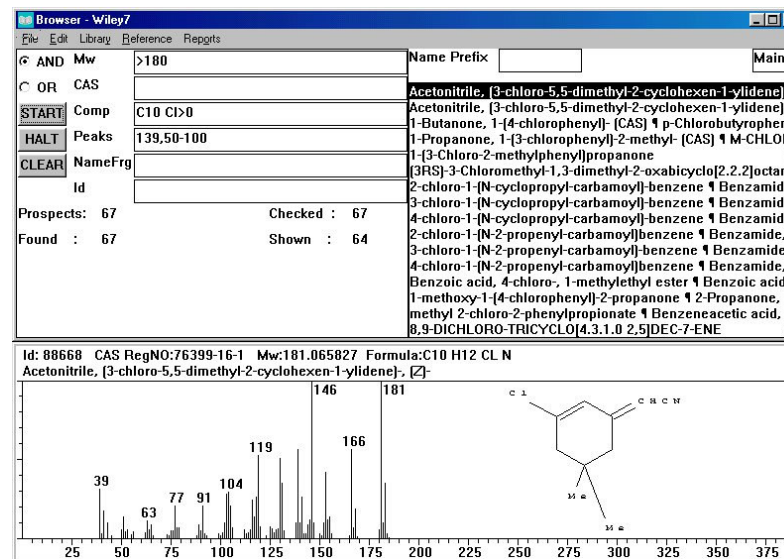 Browser - Wiley7
File Edit Library Reference Reports
AND Mw >180
OR CAS
START Comp C10 Cl>0
HALT Peaks 139,50-100
CLEAR NameFrg
Id
Prospects: 67 Checked : 67
Found : 67 Shown : 64
Name Prefix Main
Acetonitrile, (3-chloro-5,5-dimethyl-2-cyclohexen-1-ylidene)
Acetonitrile, (3-chloro-5,5-dimethyl-2-cyclohexen-1-ylidene)
1-Butanone, 1-(4-chlorophenyl)- (CAS) ¶ p-Chlorobutyrophen
1-Propanone, 1-(3-chlorophenyl)-2-methyl- (CAS) ¶ M-CHLO
1-(3-Chloro-2-methylphenyl)propanone
(3RS)-3-Chloromethyl-1,3-dimethyl-2-oxabicyclo[2.2.2]octan
2-chloro-1-(N-cyclopropyl-carbamoyl)-benzene ¶ Benzamid
3-chloro-1-(N-cyclopropyl-carbamoyl)-benzene ¶ Benzamid
4-chloro-1-(N-cyclopropyl-carbamoyl)-benzene ¶ Benzamid
2-chloro-1-(N-2-propenyl-carbamoyl)benzene ¶ Benzamide,
3-chloro-1-(N-2-propenyl-carbamoyl)-benzene ¶ Benzamide
4-chloro-1-(N-2-propenyl-carbamoyl)benzene ¶ Benzamide,
Benzoic acid, 4-chloro-, 1-methylethyl ester ¶ Benzoic acid
1-methoxy-1-(4-chlorophenyl)-2-propanone ¶ 2-Propanone,
methyl 2-chloro-2-phenylpropionate ¶ Benzeneacetic acid,
8,9-DICHLORO-TRICYCLO[4.3.1.0 2,5]DEC-7-ENE
Id: 88668 CAS RegNO:76399-16-1 Mw:181.065827 Formula:C10 H12 CL N
Acetonitrile, (3-chloro-5,5-dimethyl-2-cyclohexen-1-ylidene)-, (Z)-
146 181
119 166
39 63 77 91 104
Cl CHCN
Me
Me
25 50 75 100 125 150 175 200 225 250 275 300 325 350 375